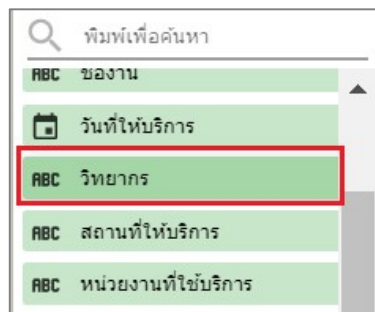 พิมพ์เพื่อค้นหา
ABC ชื่องาน
วันที่ให้บริการ
ABC วิทยากร
ABC สถานที่ให้บริการ
ABC หน่วยงานที่ใช้บริการ